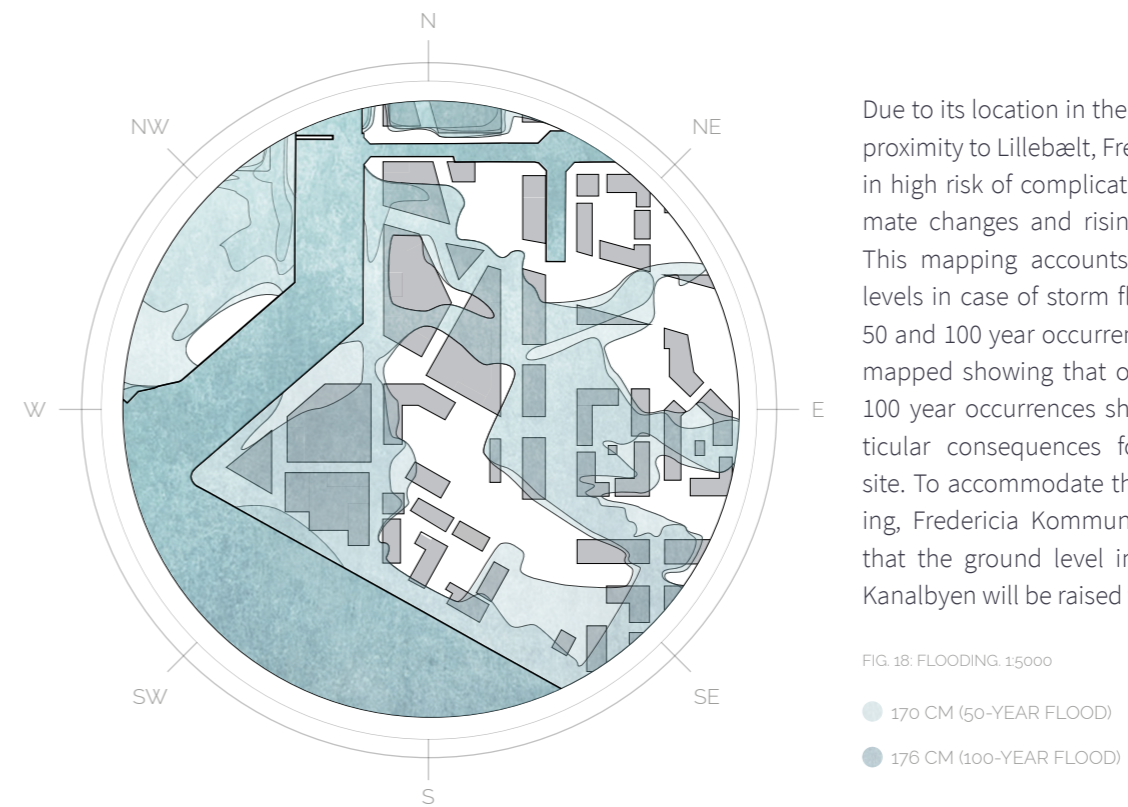 N
NW
NE
W
E
SW
SE
S
Due to its location in the
proximity to Lillebælt, Fre
in high risk of complicat
mate changes and rising
This mapping accounts
levels in case of storm fl
50 and 100 year occurren
mapped showing that o
100 year occurrences sh
ticular consequences fo
site. To accommodate th
ing, Fredericia Kommun
that the ground level in
Kanalbyen will be raised
FIG. 18: FLOODING. 1:5000
170 CM (50-YEAR FLOOD)
176 CM (100-YEAR FLOOD)